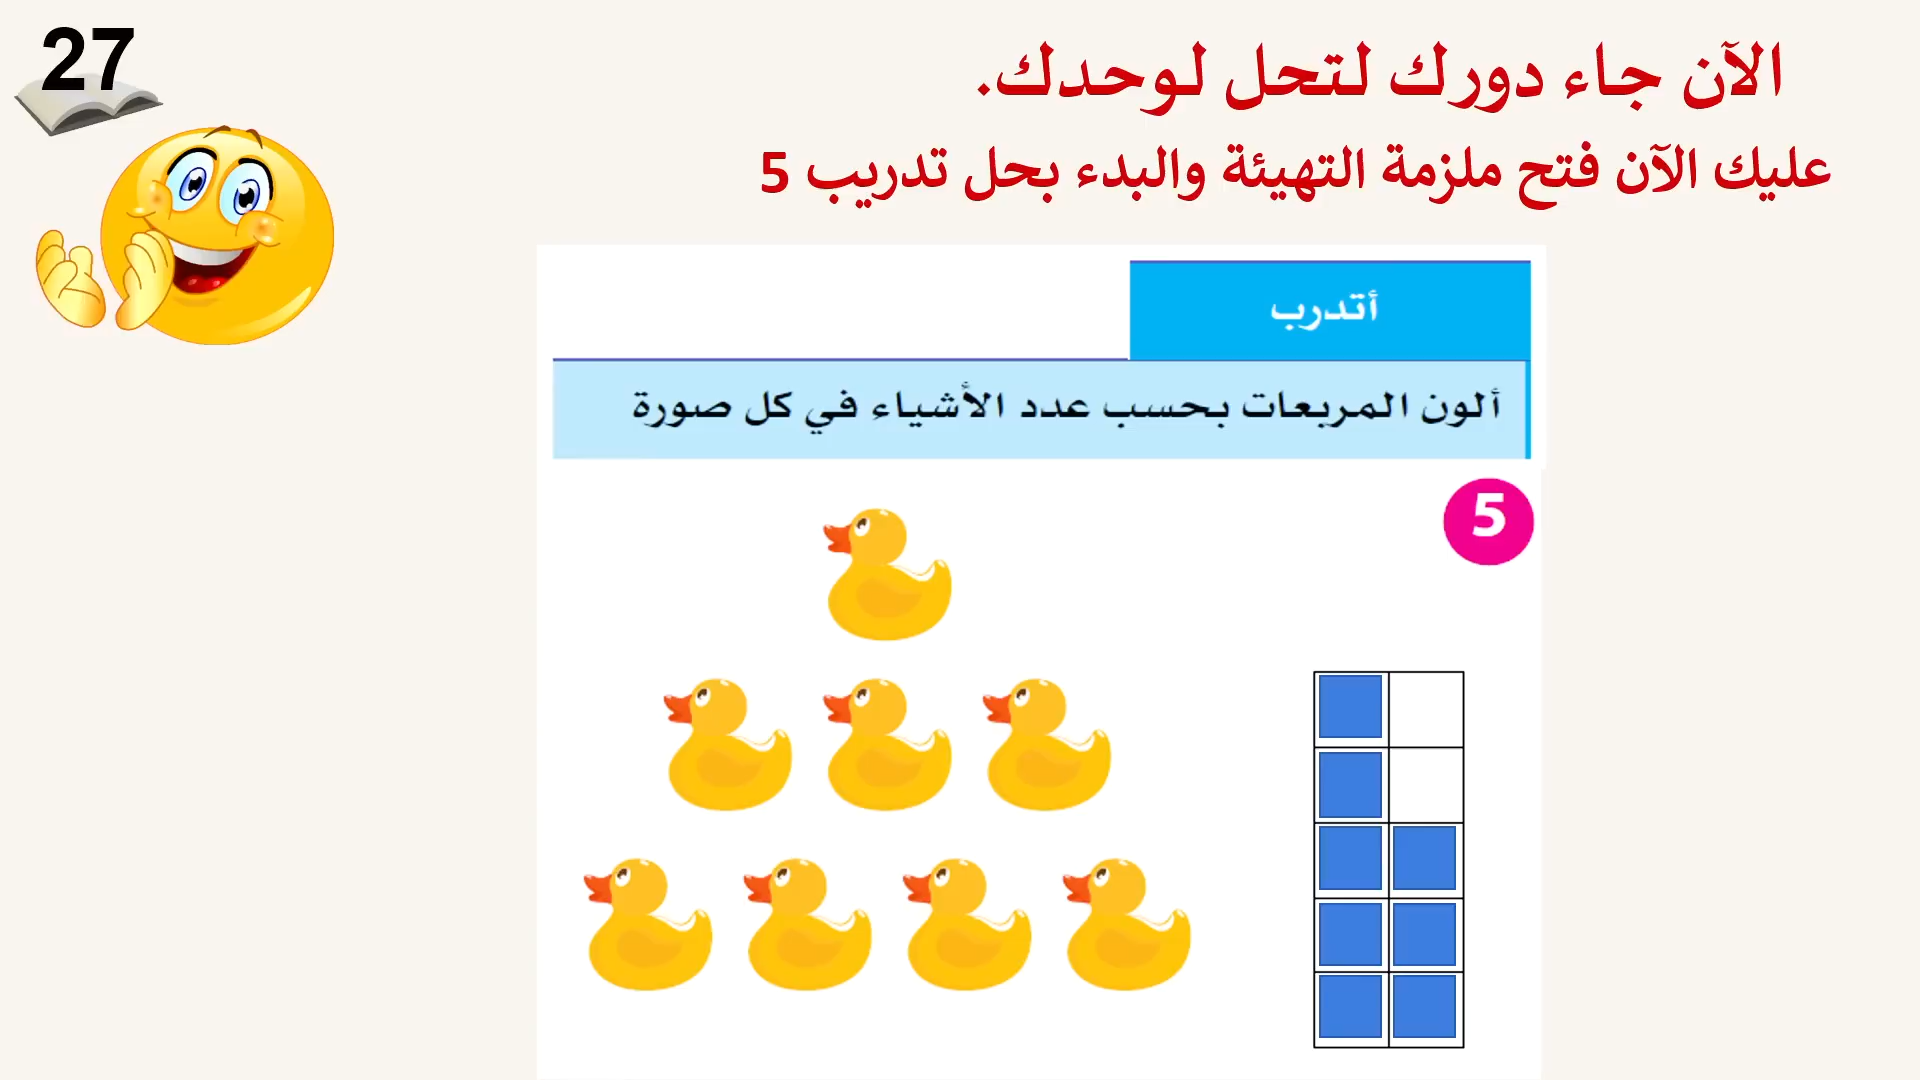 27
الآن جاء دورك لتحل لوحدك.
عليك الآن فتح ملزمة التهيئة والبدء بحل تدريب 5
أتدرب
ألون المربعات بحسب عدد الأشياء في كل صورة
5